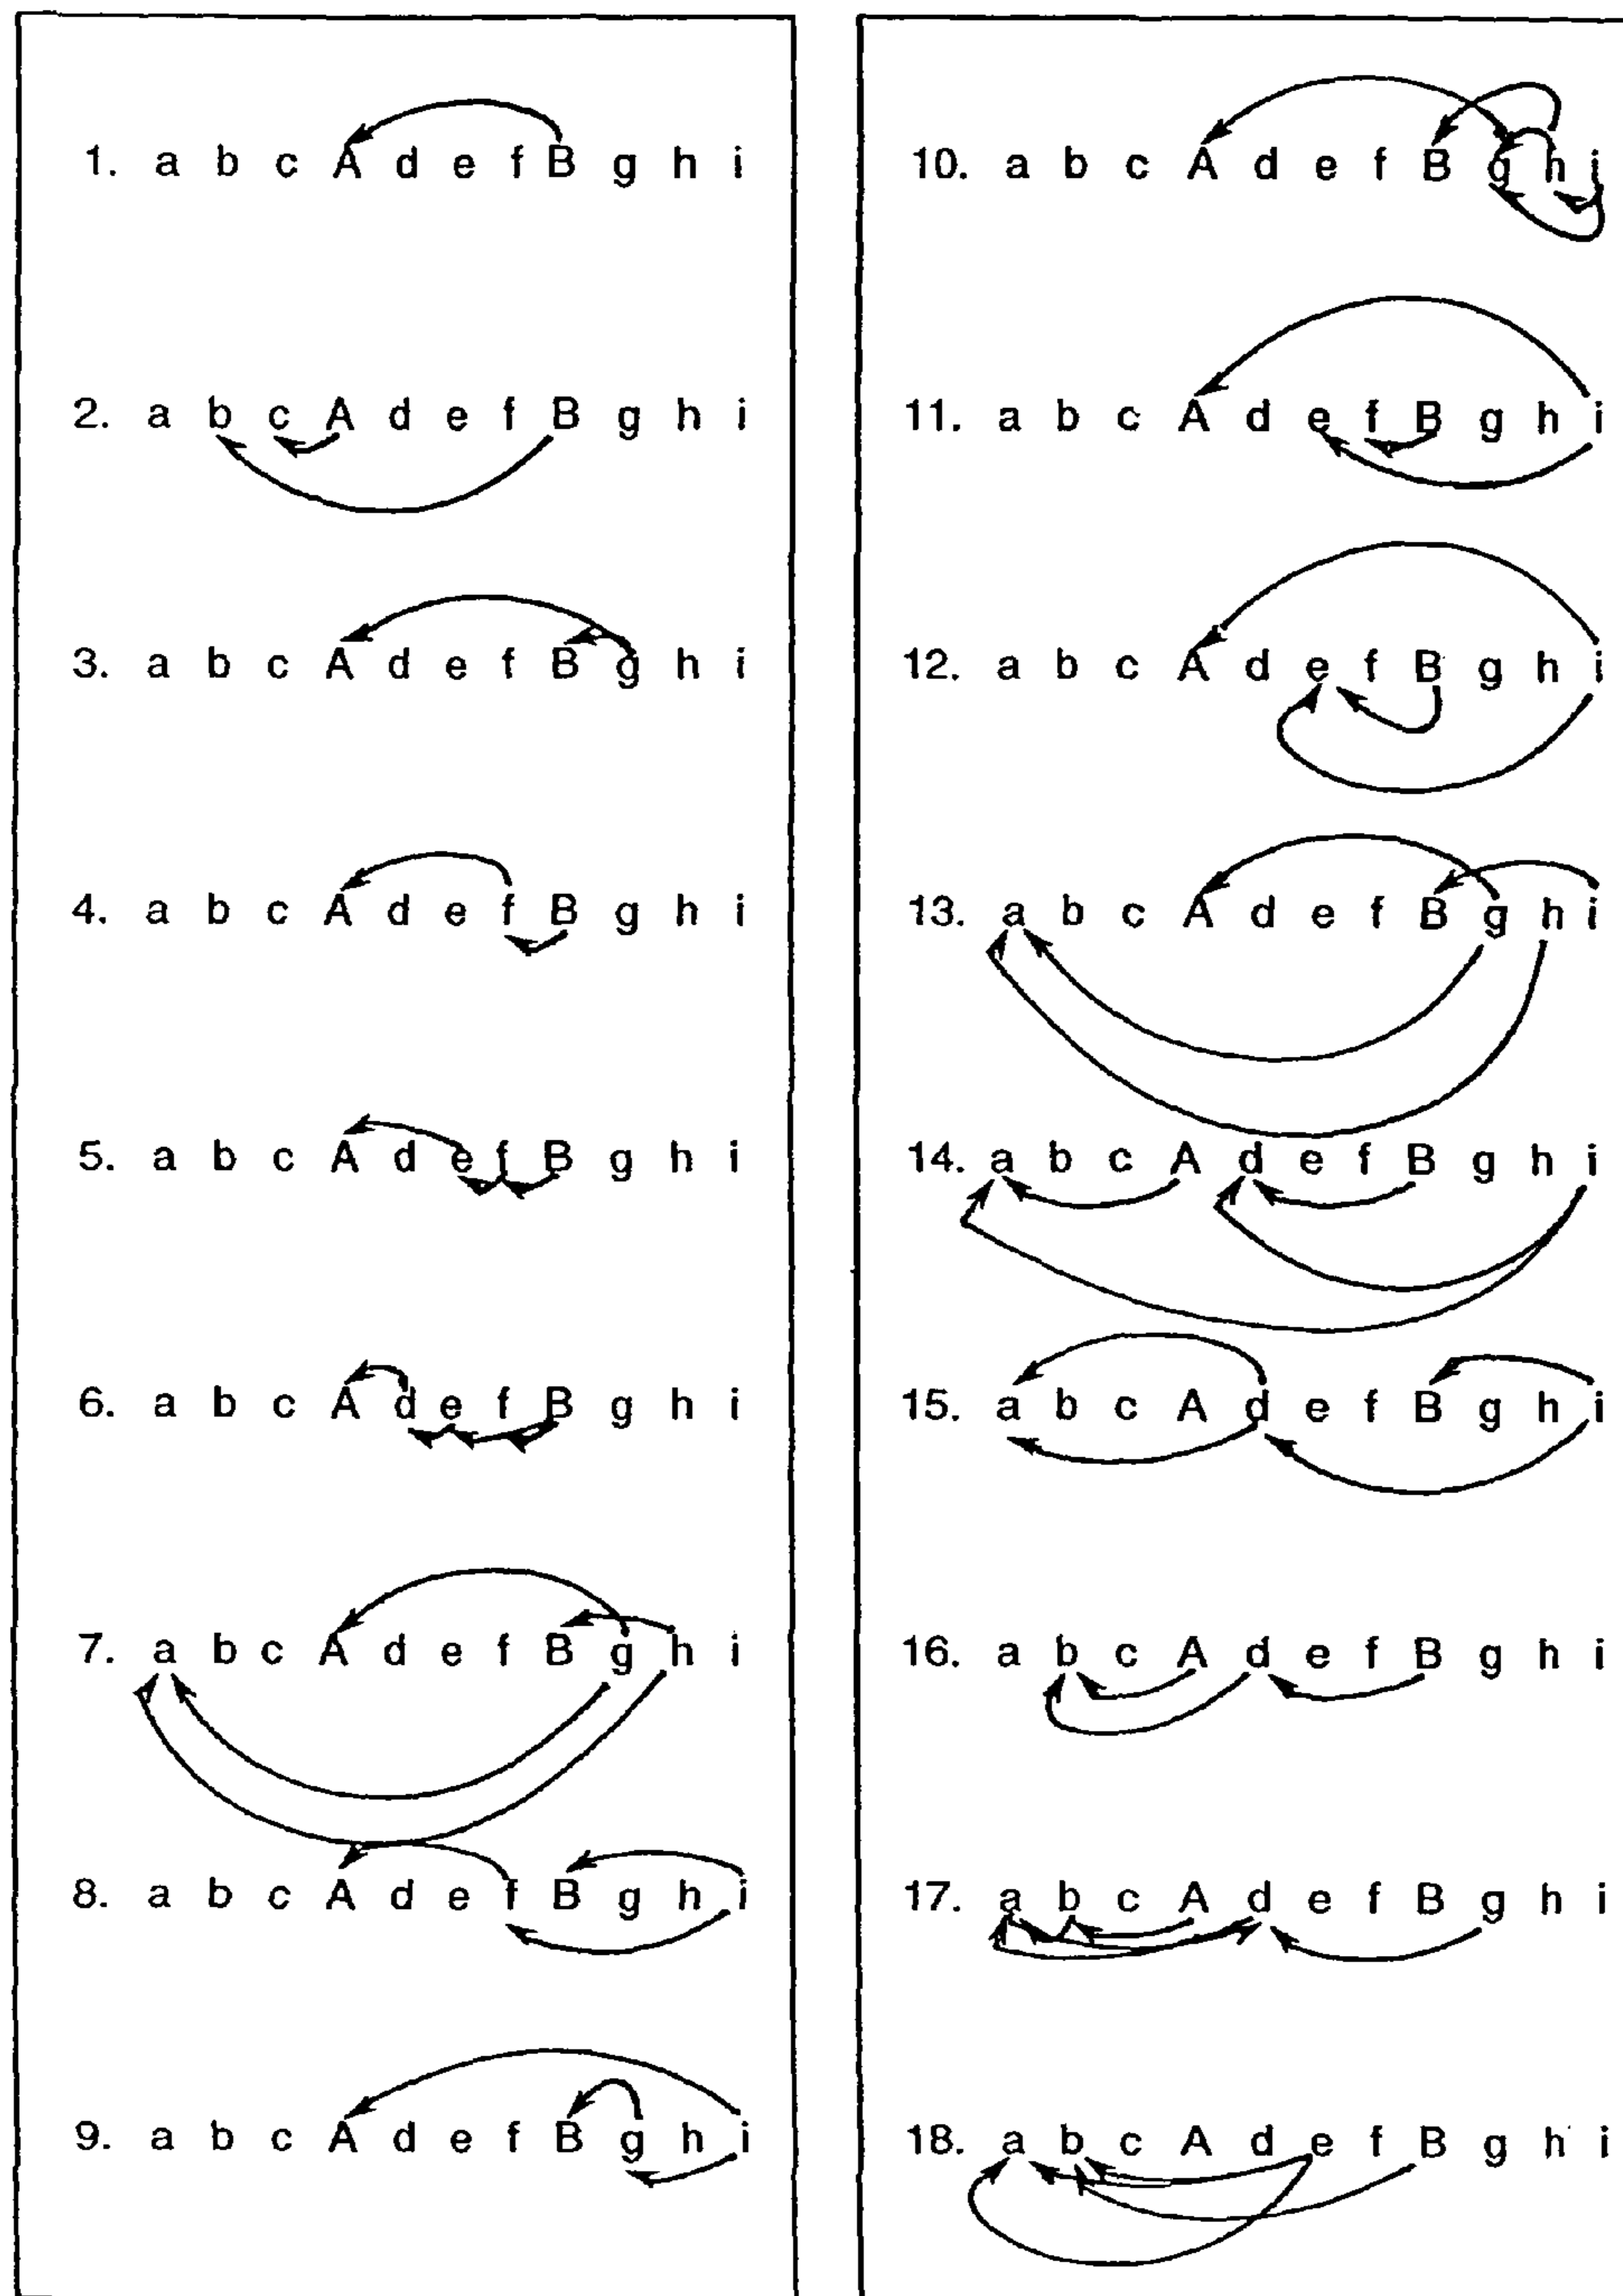 1. a b c A d e f B g h i
2. a b c A d e f B g h i
3. a b c A d e f B g h i
4. a b c A d e f B g h i
5. a b c A d e f B g h i
6. a b c A d e f B g h i
7. a b c A d e f B g h i
8. a b c A d e f B g h i
9. a b c A d e f B g h i
10. a b c A d e f B g h i
11. a b c A d e f B g h i
12. a b c A d e f B g h i
13. a b c A d e f B g h i
14. a b c A d e f B g h i
15. a b c A d e f B g h i
16. a b c A d e f B g h i
17. a b c A d e f B g h i
18. a b c A d e f B g h i